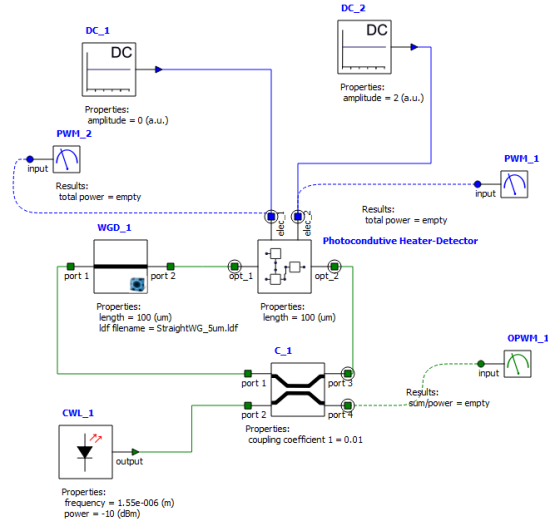 DC_1
DC
Properties:
amplitude = 0 (a.u.)
DC_2
DC
Properties:
amplitude = 2 (a.u.)
PWM_2
input
Results:
total power = empty
PWM_1
input
Results:
total power = empty
elec_1
elec_2
Photocondutive Heater-Detector
opt_1
opt_2
Properties:
length = 100 (um)
WGD_1
port 1
port 2
Properties:
length = 100 (um)
ldf filename = StraightWG_5um.ldf
C_1
port 1
port 3
port 2
port 4
Properties:
coupling coefficient 1 = 0.01
OPWM_1
input
Results:
sum/power = empty
CWL_1
output
Properties:
frequency = 1.55e-006 (m)
power = -10 (dBm)